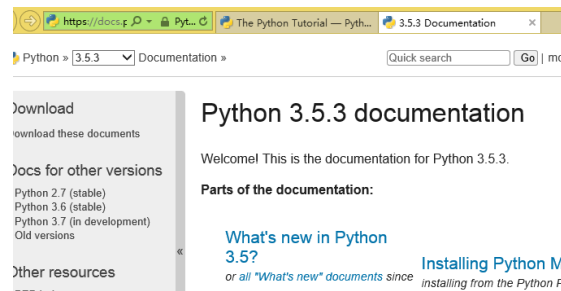 https://docs.p Pyt... The Python Tutorial — Pyth... 3.5.3 Documentation
Python » 3.5.3 Documentation » Quick search Go | mo
Download
Download these documents
Docs for other versions
Python 2.7 (stable)
Python 3.6 (stable)
Python 3.7 (in development)
Old versions
«
Other resources
Python 3.5.3 documentation
Welcome! This is the documentation for Python 3.5.3.
Parts of the documentation:
What's new in Python
3.5?
or all "What's new" documents since
Installing Python M
installing from the Python P